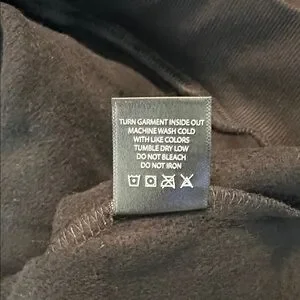 TURN GARMENT INSIDE OUT
MACHINE WASH COLD
WITH LIKE COLORS
TUMBLE DRY LOW
DO NOT BLEACH
DO NOT IRON